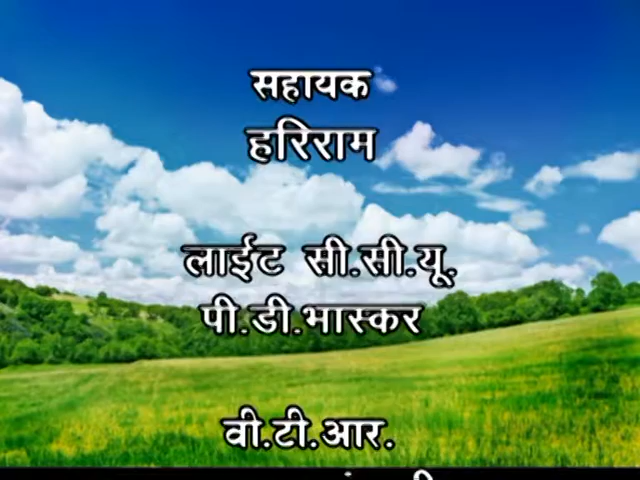 सहायक
हरिराम
लाईट सी.सी.यू.
पी.डी.भास्कर
वी.टी.आर.